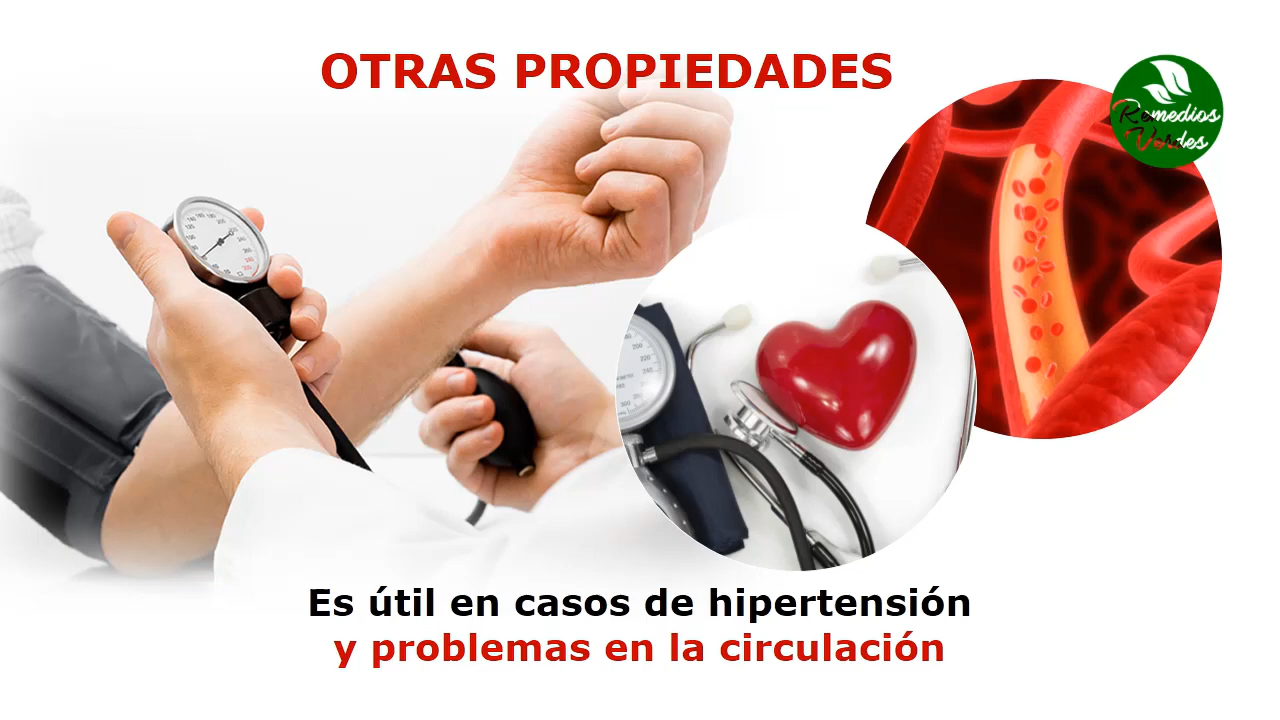 OTRAS PROPIEDADES
Remedios
Verdes
Es útil en casos de hipertensión
y problemas en la circulación